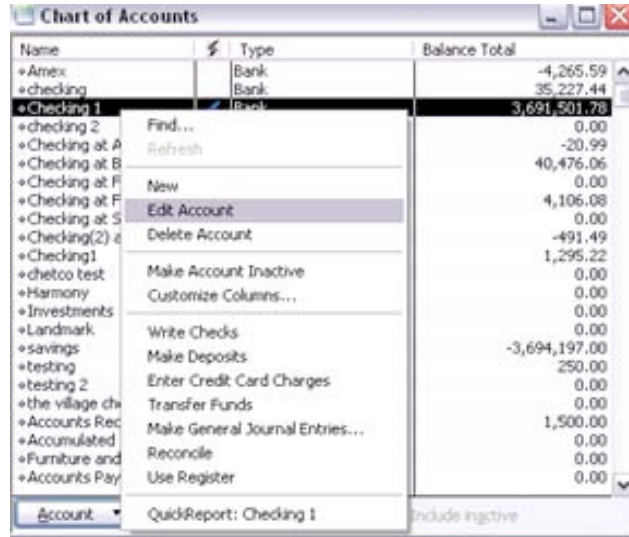 Chart of Accounts
Name Type Balance Total
Amex Bank -4,265.59
checking Bank 35,227.44
Checking 1 Bank 3,691,501.78
checking 2 0.00
Checking at A -20.99
Checking at B 40,476.06
Checking at F 0.00
Checking at F 4,106.08
Checking at S 0.00
Checking(2) a -491.49
Checking1 1,295.22
chetco test 0.00
Harmony 0.00
Investments 0.00
Landmark 0.00
savings -3,694,197.00
testing 250.00
testing 2 0.00
the village che 0.00
Accounts Rec 1,500.00
Accumulated 0.00
Furniture and 0.00
Accounts Pay 0.00
Find...
Refresh
New
Edit Account
Delete Account
Make Account Inactive
Customize Columns...
Write Checks
Make Deposits
Enter Credit Card Charges
Transfer Funds
Make General Journal Entries...
Reconcile
Use Register
QuickReport: Checking 1
Account Include inactive